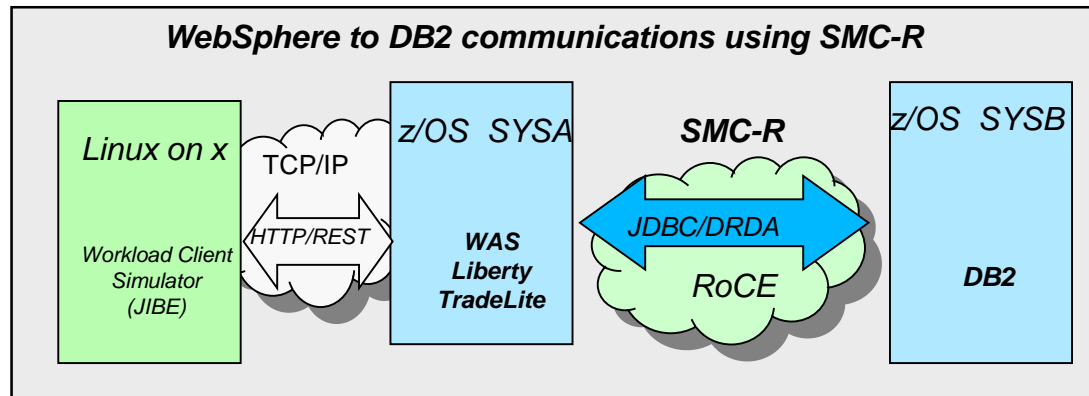 WebSphere to DB2 communications using SMC-R
Linux on x
Workload Client
Simulator
(JIBE)
TCP/IP
HTTP/REST
z/OS SYSA
WAS
Liberty
TradeLite
SMC-R
JDBC/DRDA
RoCE
z/OS SYSB
DB2